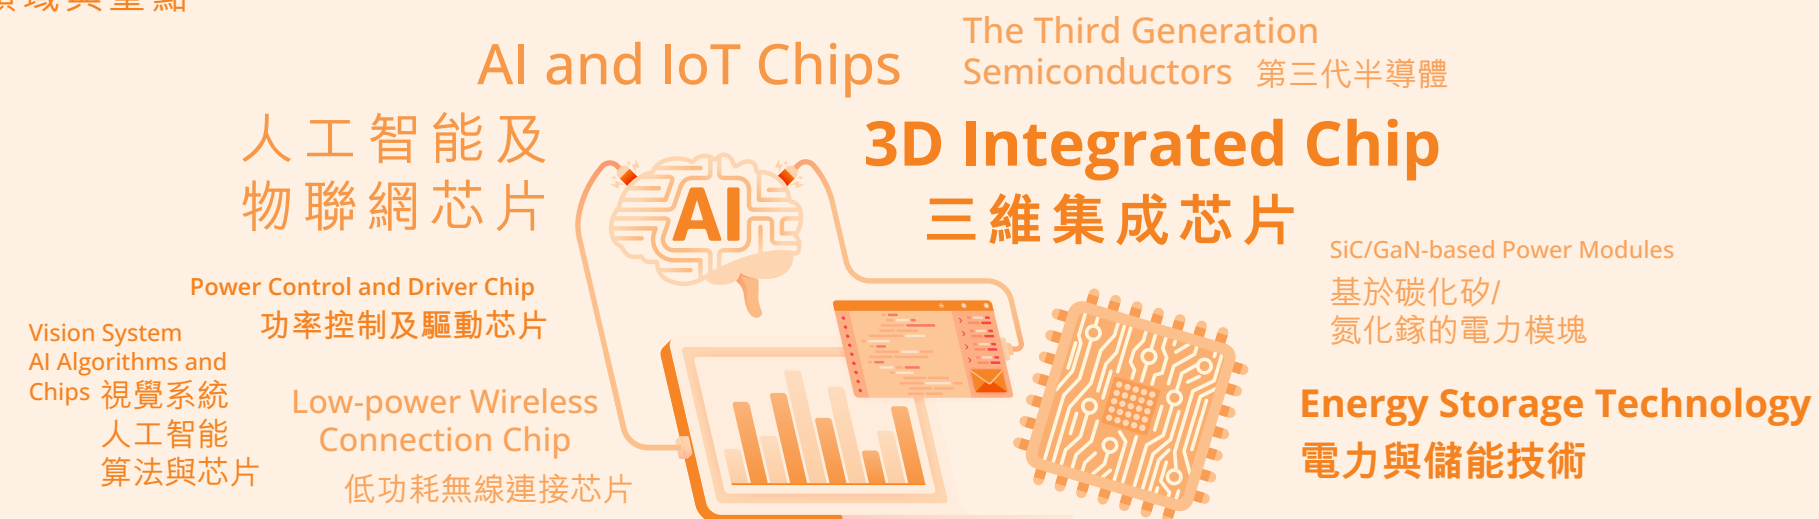 領域與重點
AI and IoT Chips
The Third Generation
Semiconductors 第三代半導體
人工智能及
物聯網芯片
3D Integrated Chip
三維集成芯片
AI
SiC/GaN-based Power Modules
基於碳化矽/
氮化鎵的電力模塊
Power Control and Driver Chip
功率控制及驅動芯片
Vision System
AI Algorithms and
Chips 視覺系統
人工智能
算法與芯片
Low-power Wireless
Connection Chip
低功耗無線連接芯片
Energy Storage Technology
電力與儲能技術